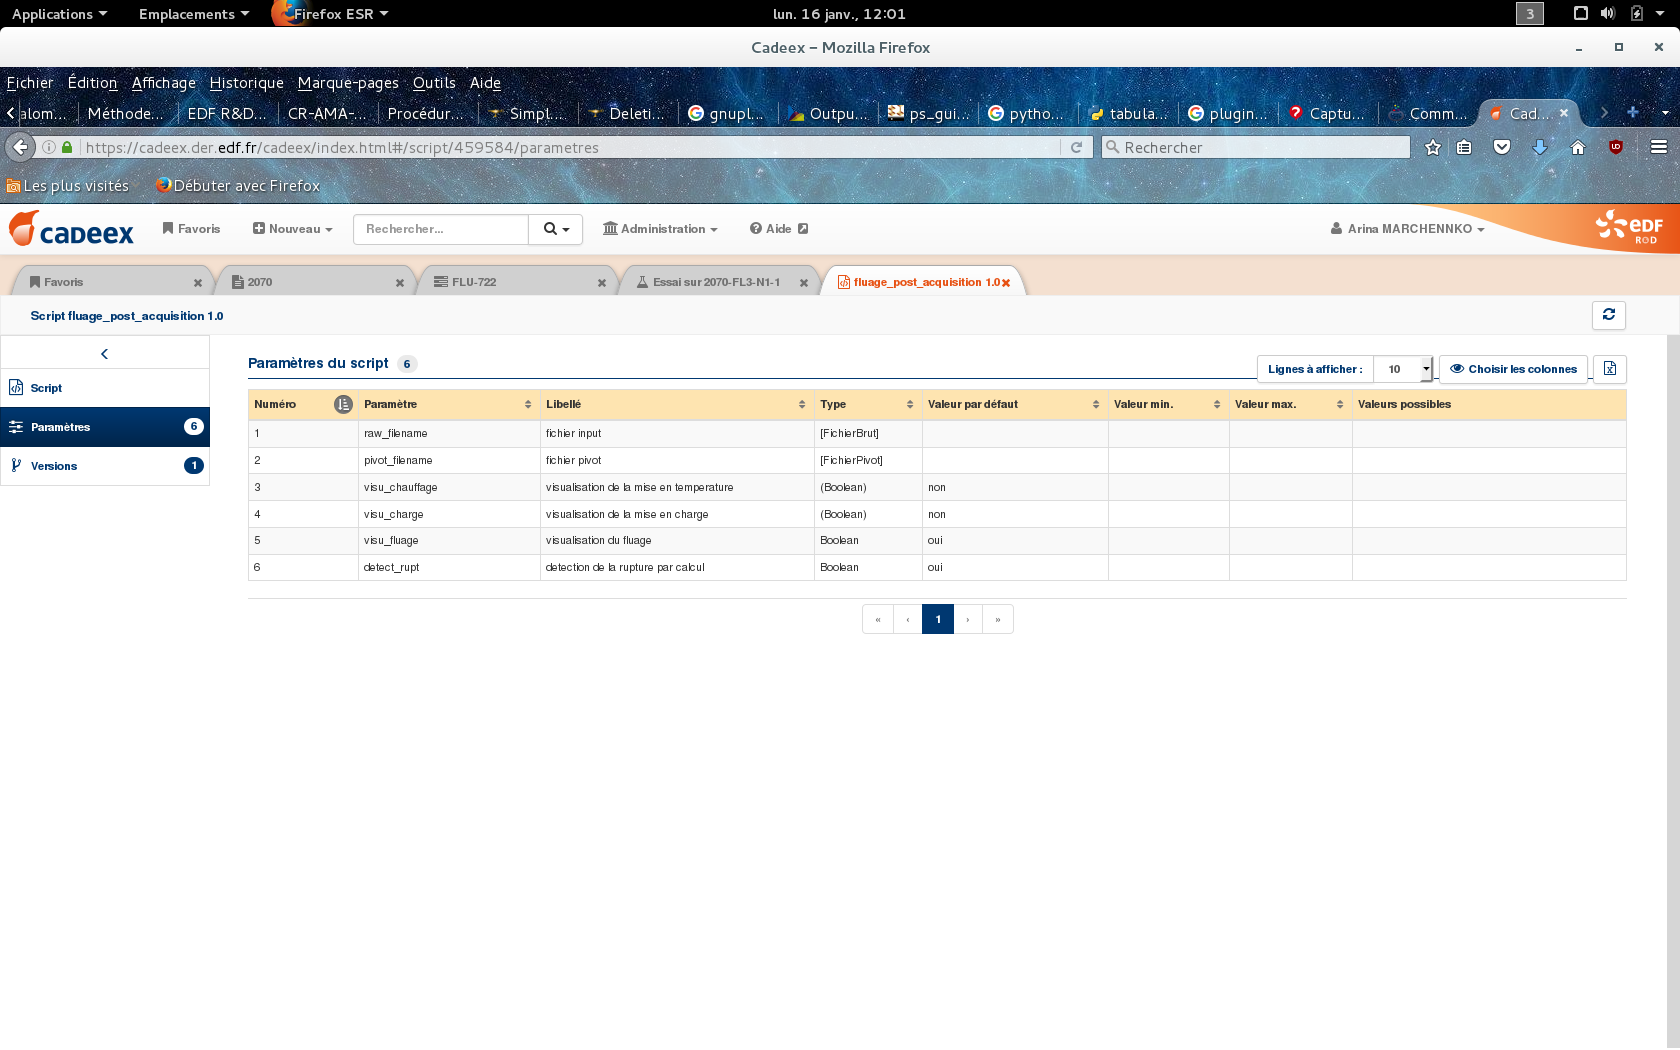 Applications Emplacements Firefox ESR lun. 16 janv., 12:01 3
Cadeex – Mozilla Firefox
Fichier Édition Affichage Historique Marque-pages Outils Aide
alom... Méthode... EDF R&D... CR-AMA-... Procédur... Simpl... Deleti... gnupl... Outpu... ps_gui... pytho... tabula... plugin... Captu... Comm... Cad...
https://cadeex.der.edf.fr/cadeex/index.html#/script/459584/parametres Rechercher
Les plus visités Débuter avec Firefox
cadeex Favoris Nouveau Rechercher... Administration Aide Arina MARCHENNKO EDF
R&D
Favoris 2070 FLU-722 Essai sur 2070-FL3-N1-1 fluage_post_acquisition 1.0
Script fluage_post_acquisition 1.0
Script
Paramètres 6
Versions 1
Paramètres du script 6 Lignes à afficher : 10 Choisir les colonnes
Numéro Paramètre Libellé Type Valeur par défaut Valeur min. Valeur max. Valeurs possibles
1 raw_filename fichier input [FichierBrut]
2 pivot_filename fichier pivot [FichierPivot]
3 visu_chauffage visualisation de la mise en temperature (Boolean) non
4 visu_charge visualisation de la mise en charge (Boolean) non
5 visu_fluage visualisation du fluage Boolean oui
6 detect_rupt detection de la rupture par calcul Boolean oui
« ‹ 1 › »